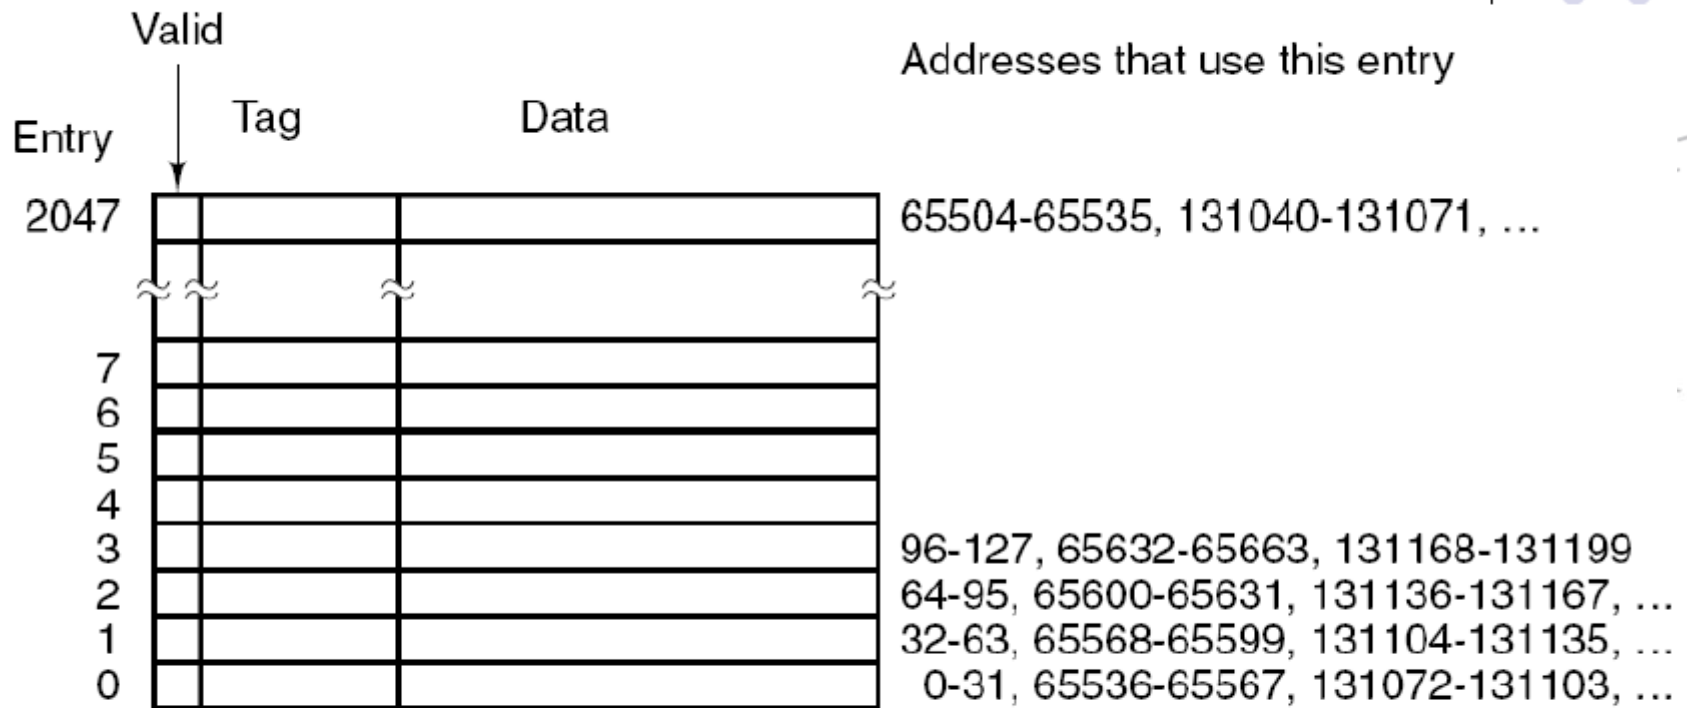 Valid
Addresses that use this entry
Entry Tag Data
2047 65504-65535, 131040-131071, ...
7
6
5
4
3 96-127, 65632-65663, 131168-131199
2 64-95, 65600-65631, 131136-131167, ...
1 32-63, 65568-65599, 131104-131135, ...
0 0-31, 65536-65567, 131072-131103, ...